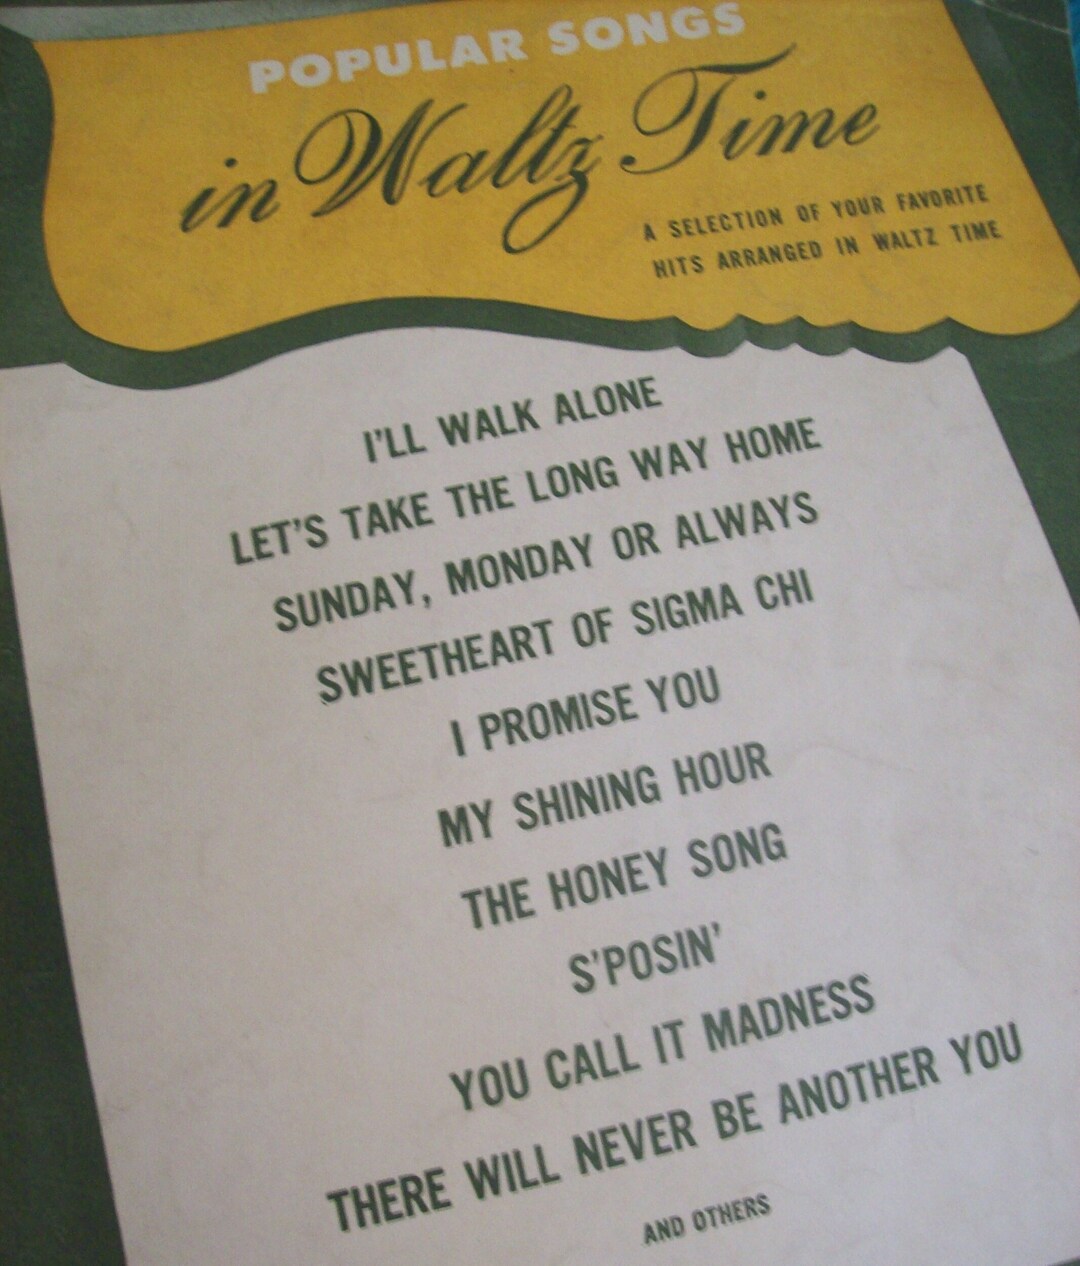 POPULAR SONGS
in Waltz Time
A SELECTION OF YOUR FAVORITE
HITS ARRANGED IN WALTZ TIME
I'LL WALK ALONE
LET'S TAKE THE LONG WAY HOME
SUNDAY, MONDAY OR ALWAYS
SWEETHEART OF SIGMA CHI
I PROMISE YOU
MY SHINING HOUR
THE HONEY SONG
S'POSIN'
YOU CALL IT MADNESS
THERE WILL NEVER BE ANOTHER YOU
AND OTHERS